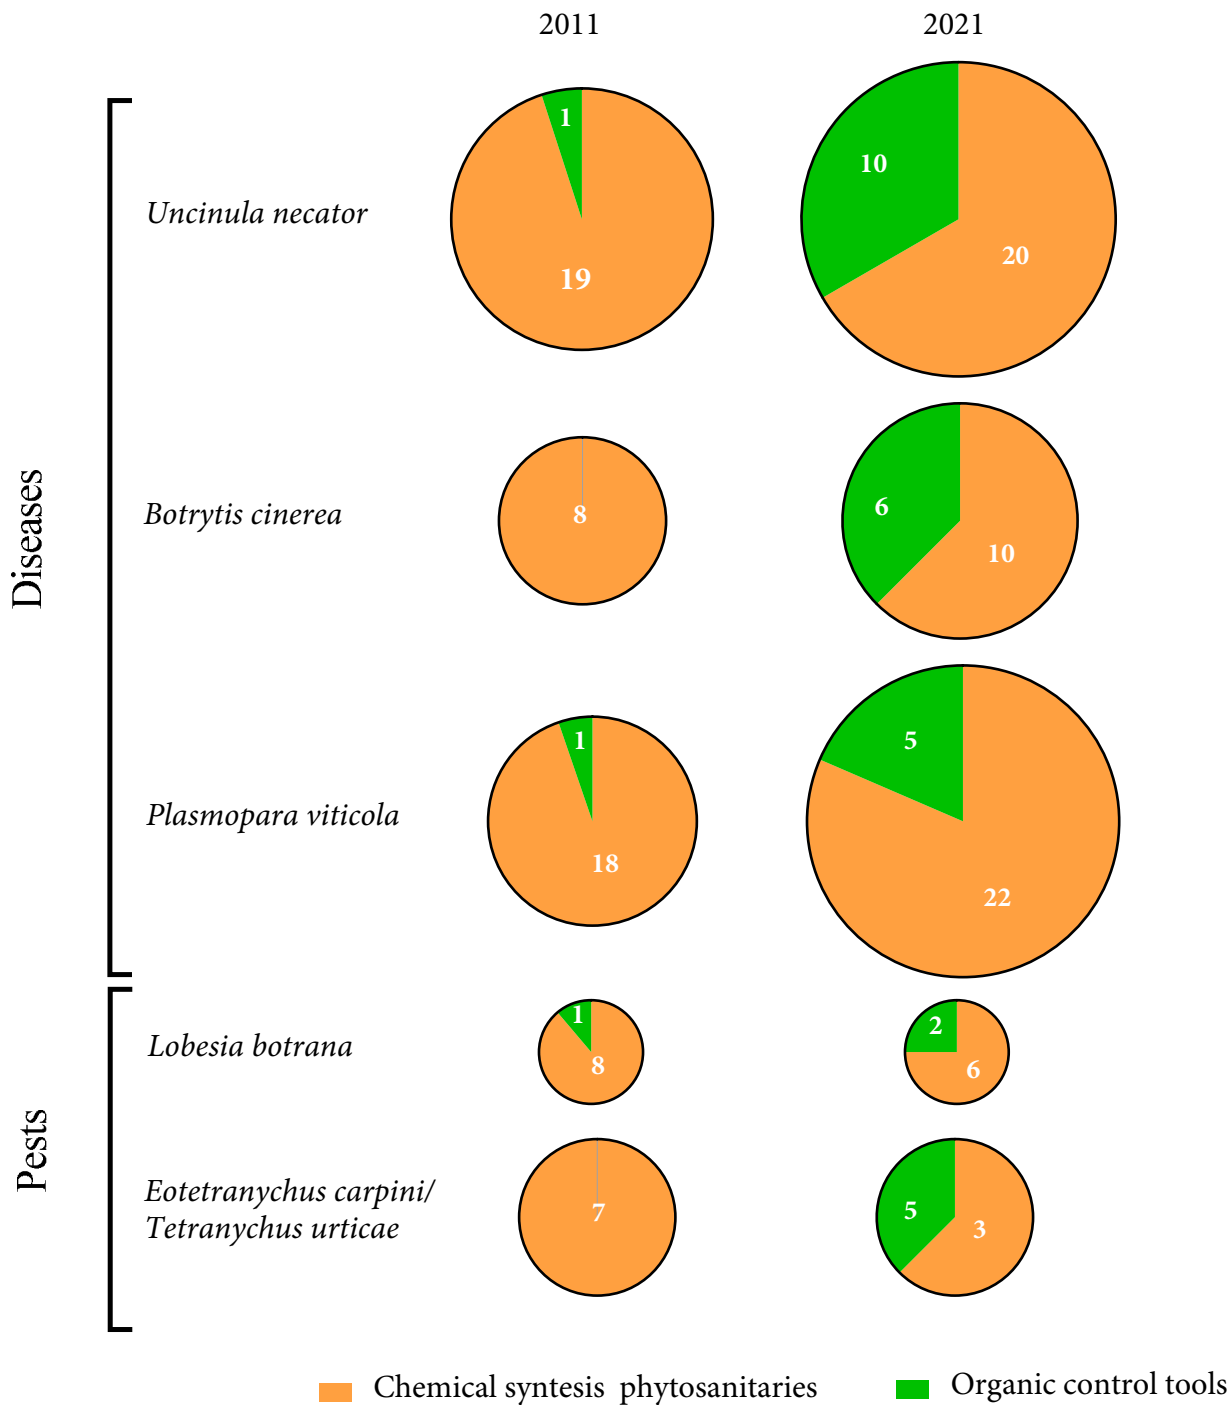 2011 2021
Diseases
Uncinula necator
1
19
10
20
Botrytis cinerea
8
6
10
Plasmopara viticola
1
18
5
22
Pests
Lobesia botrana
1
8
2
6
Eotetranychus carpini/
Tetranychus urticae
7
5
3
Chemical syntesis phytosanitaries
Organic control tools